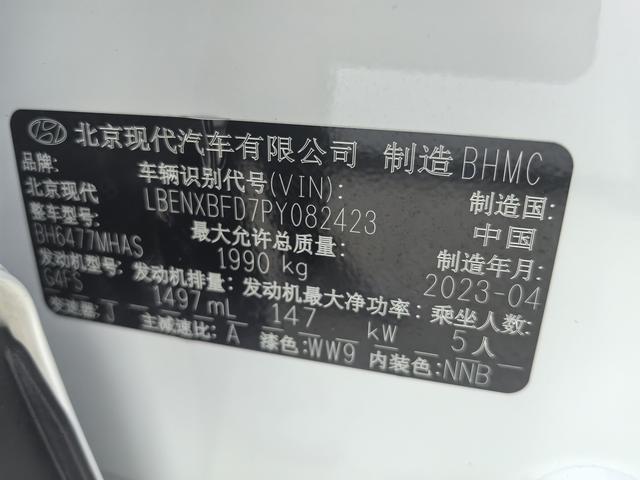 北京现代汽车有限公司 制造 BHMC
品牌: 车辆识别代号(VIN): 制造国:
北京现代 LBENXBFD7PY082423 中国
整车型号: 最大允许总质量: 制造年月:
BH6477MHAS 1990 kg 2023-04
发动机型号: 发动机排量: 发动机最大净功率: 乘坐人数:
G4FS 1497 mL 147 kW 5人
变速器: J 主减速比: A 漆色:WW9 内装色:NNB